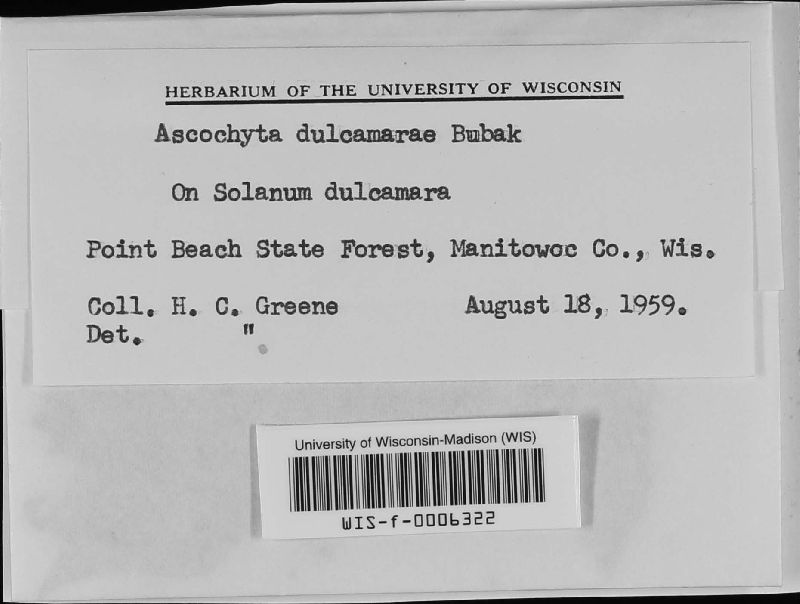 HERBARIUM OF THE UNIVERSITY OF WISCONSIN
Ascochyta dulcamarae Bubak
On Solanum dulcamara
Point Beach State Forest, Manitowoc Co., Wis.
Coll. H. C. Greene August 18, 1959.
Det. "
University of Wisconsin-Madison (WIS)
WIS-f-0006322